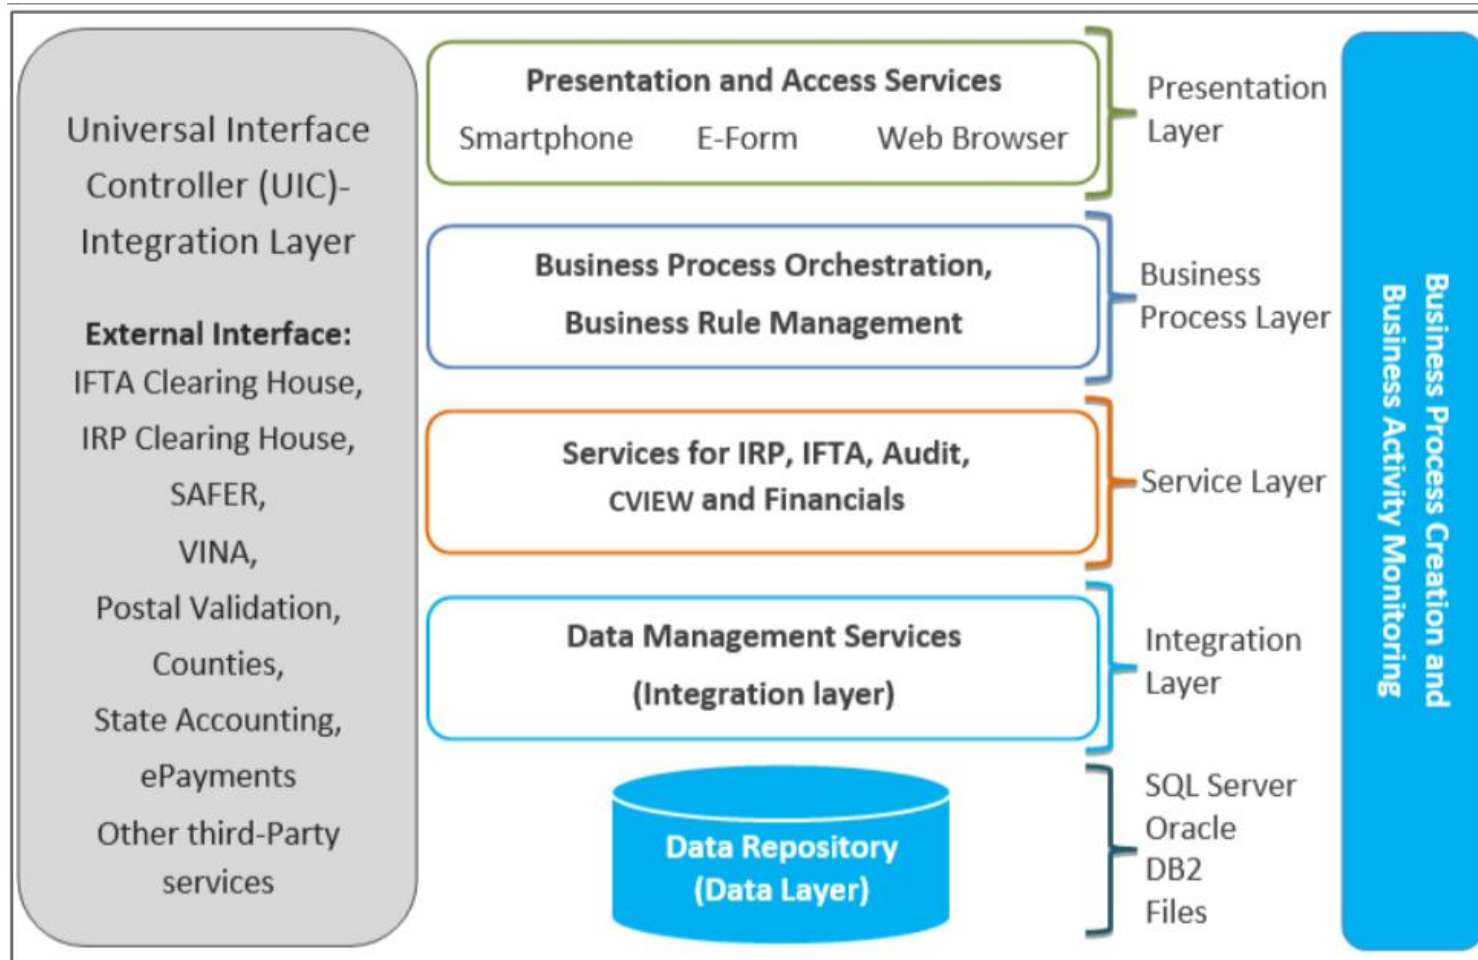 Universal Interface
Controller (UIC)-
Integration Layer
External Interface:
IFTA Clearing House,
IRP Clearing House,
SAFER,
VINA,
Postal Validation,
Counties,
State Accounting,
ePayments
Other third-Party
services
Presentation and Access Services
Smartphone E-Form Web Browser
Presentation
Layer
Business Process Orchestration,
Business Rule Management
Business
Process Layer
Services for IRP, IFTA, Audit,
CVIEW and Financials
Service Layer
Data Management Services
(Integration layer)
Integration
Layer
Data Repository
(Data Layer)
SQL Server
Oracle
DB2
Files
Business Process Creation and
Business Activity Monitoring